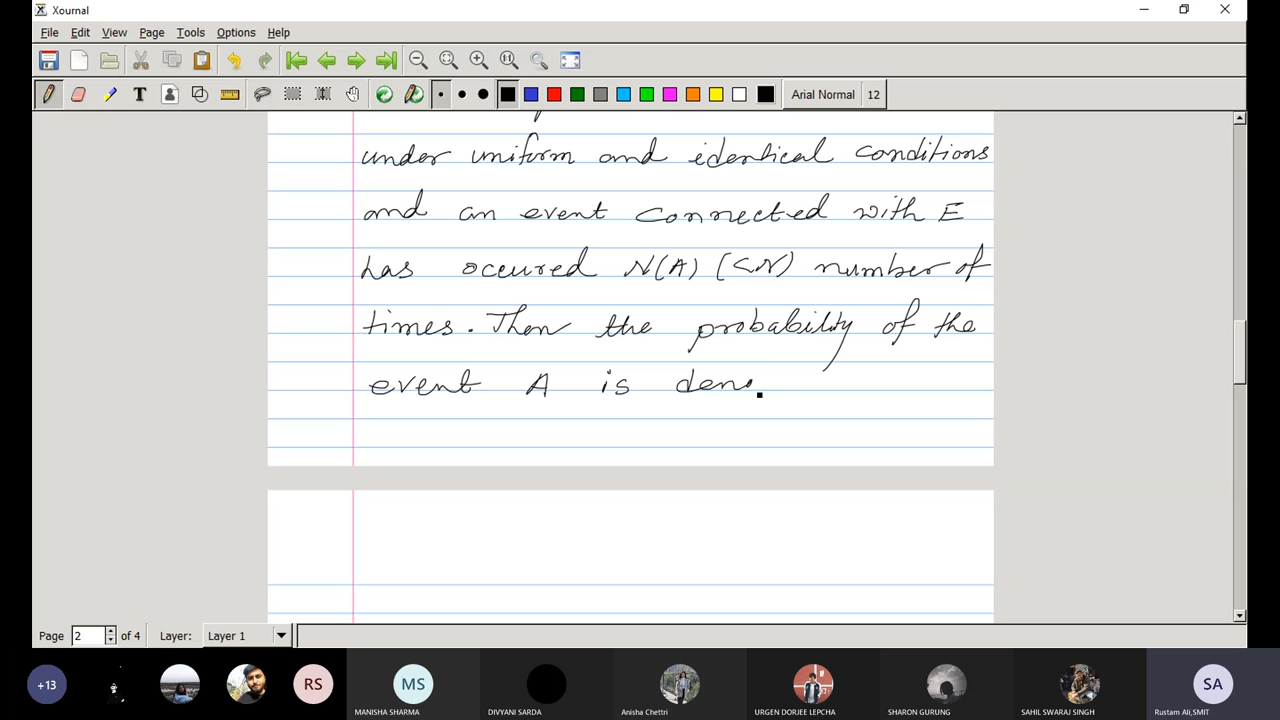 Xournal
File Edit View Page Tools Options Help
Arial Normal 12
under uniform and identical conditions
and an event connected with E
has occured N(A) (<N) number of
times. Then the probability of the
event A is deno
Page 2 of 4 Layer: Layer 1
+13 RS MS SA
MANISHA SHARMA DIVYANI SARDA Anisha Chettri URGEN DORJEE LEPCHA SHARON GURUNG SAHIL SWARAJ SINGH Rustam Ali,SMIT